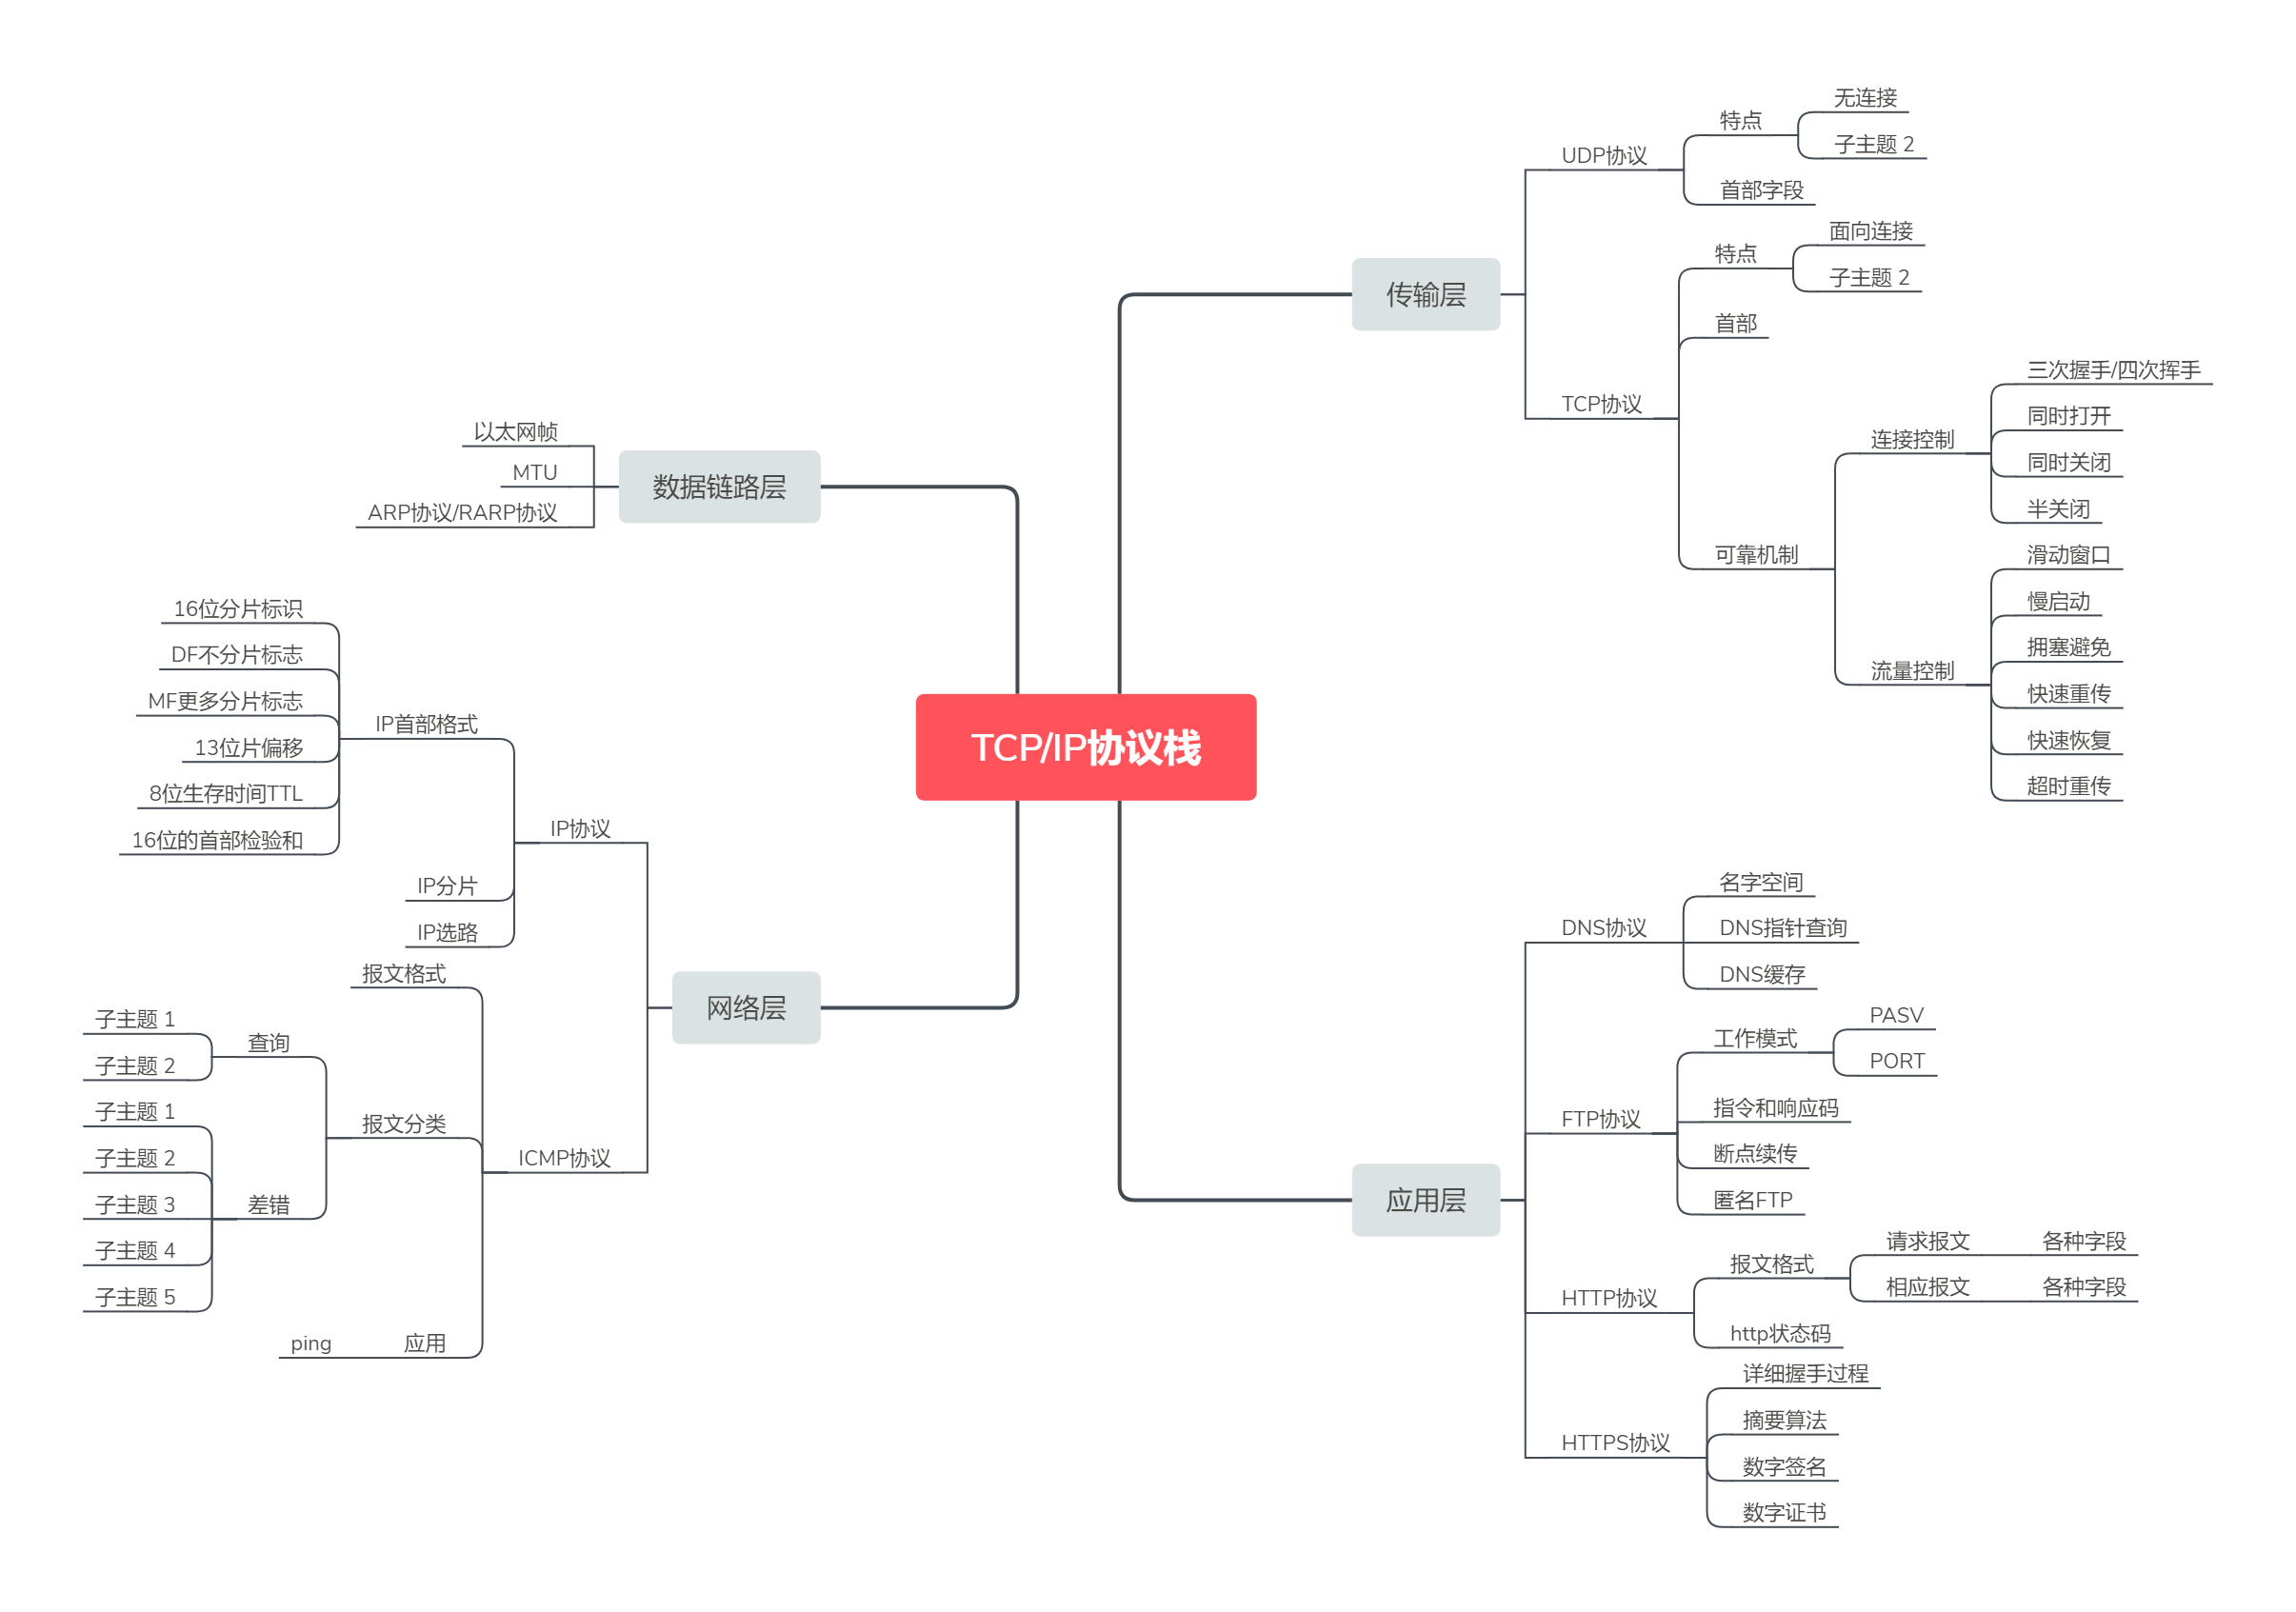 TCP/IP协议栈
传输层
UDP协议
特点
无连接
子主题 2
首部字段
TCP协议
特点
面向连接
子主题 2
首部
可靠机制
连接控制
三次握手/四次挥手
同时打开
同时关闭
半关闭
流量控制
滑动窗口
慢启动
拥塞避免
快速重传
快速恢复
超时重传
应用层
DNS协议
名字空间
DNS指针查询
DNS缓存
FTP协议
工作模式
PASV
PORT
指令和响应码
断点续传
匿名FTP
HTTP协议
报文格式
请求报文
各种字段
相应报文
各种字段
http状态码
HTTPS协议
详细握手过程
摘要算法
数字签名
数字证书
数据链路层
以太网帧
MTU
ARP协议/RARP协议
网络层
IP协议
IP首部格式
16位分片标识
DF不分片标志
MF更多分片标志
13位片偏移
8位生存时间TTL
16位的首部检验和
IP分片
IP选路
ICMP协议
报文格式
报文分类
查询
子主题 1
子主题 2
差错
子主题 1
子主题 2
子主题 3
子主题 4
子主题 5
应用
ping